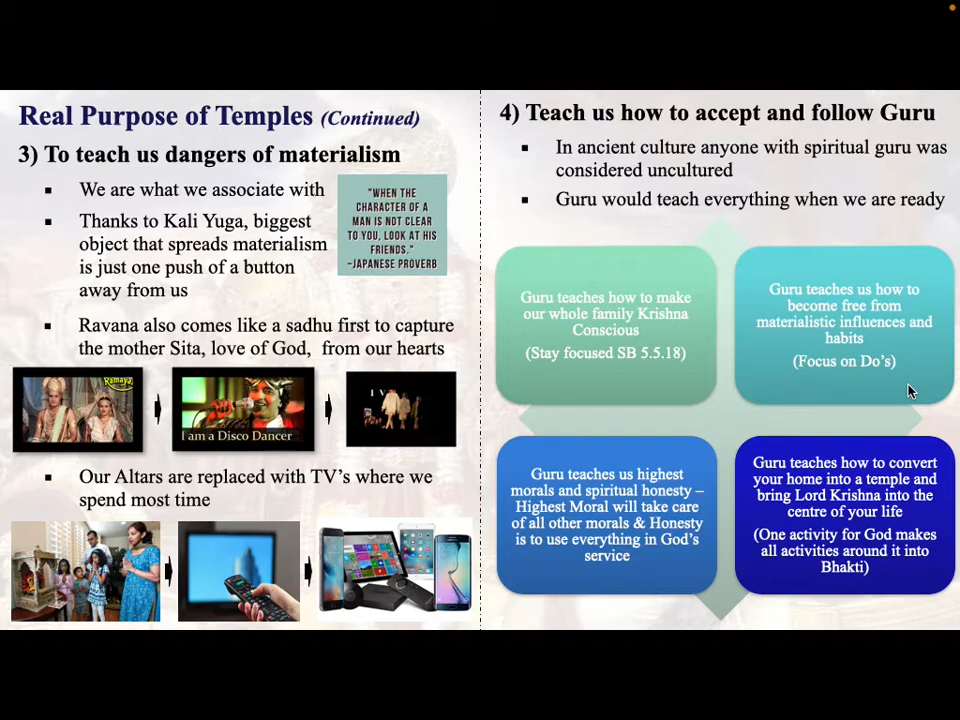 Real Purpose of Temples (Continued)
3) To teach us dangers of materialism
▪ We are what we associate with
▪ Thanks to Kali Yuga, biggest
object that spreads materialism
is just one push of a button
away from us
"WHEN THE
CHARACTER OF A
MAN IS NOT CLEAR
TO YOU, LOOK AT HIS
FRIENDS."
~JAPANESE PROVERB
▪ Ravana also comes like a sadhu first to capture
the mother Sita, love of God, from our hearts
Ramaya
I am a Disco Dancer
▪ Our Altars are replaced with TV's where we
spend most time
4) Teach us how to accept and follow Guru
▪ In ancient culture anyone with spiritual guru was
considered uncultured
▪ Guru would teach everything when we are ready
Guru teaches how to make
our whole family Krishna
Conscious
(Stay focused SB 5.5.18)
Guru teaches us how to
become free from
materialistic influences and
habits
(Focus on Do's)
Guru teaches us highest
morals and spiritual honesty –
Highest Moral will take care
of all other morals & Honesty
is to use everything in God's
service
Guru teaches how to convert
your home into a temple and
bring Lord Krishna into the
centre of your life
(One activity for God makes
all activities around it into
Bhakti)